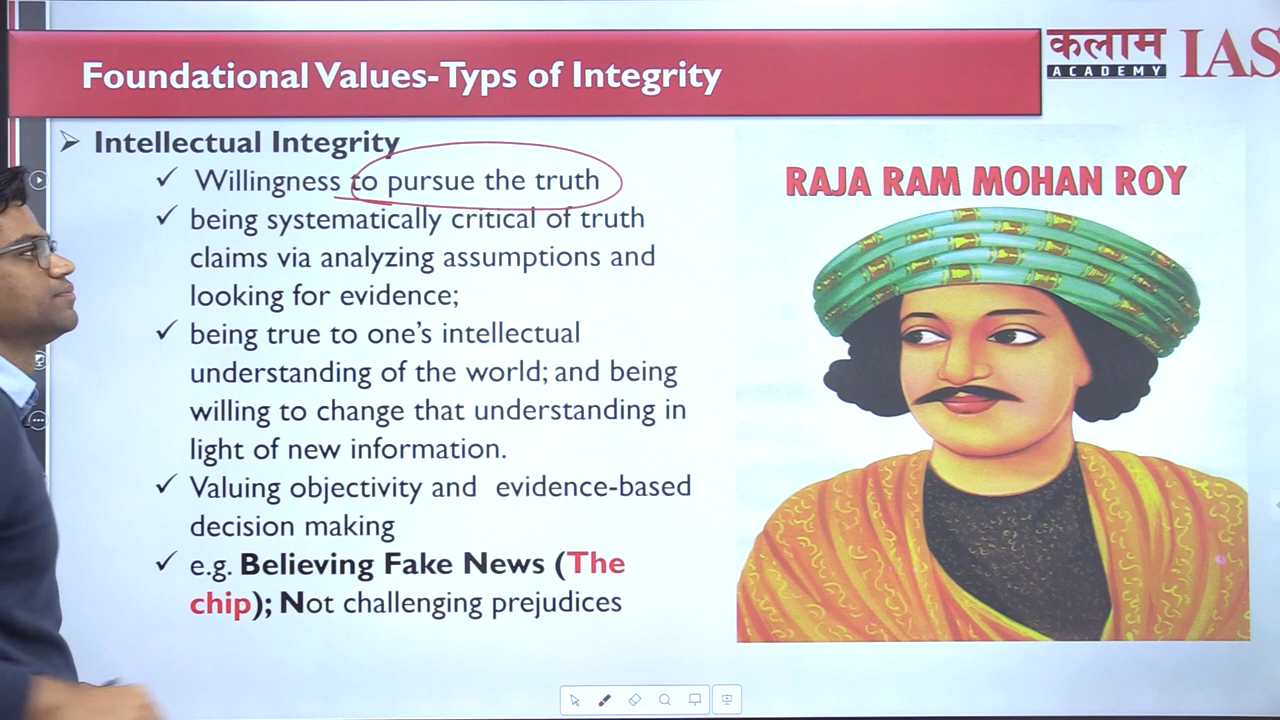 Foundational Values-Typs of Integrity
कलाम
ACADEMY
IAS
Intellectual Integrity
Willingness to pursue the truth
being systematically critical of truth
claims via analyzing assumptions and
looking for evidence;
being true to one's intellectual
understanding of the world; and being
willing to change that understanding in
light of new information.
Valuing objectivity and evidence-based
decision making
e.g. Believing Fake News (The
chip); Not challenging prejudices
RAJA RAM MOHAN ROY